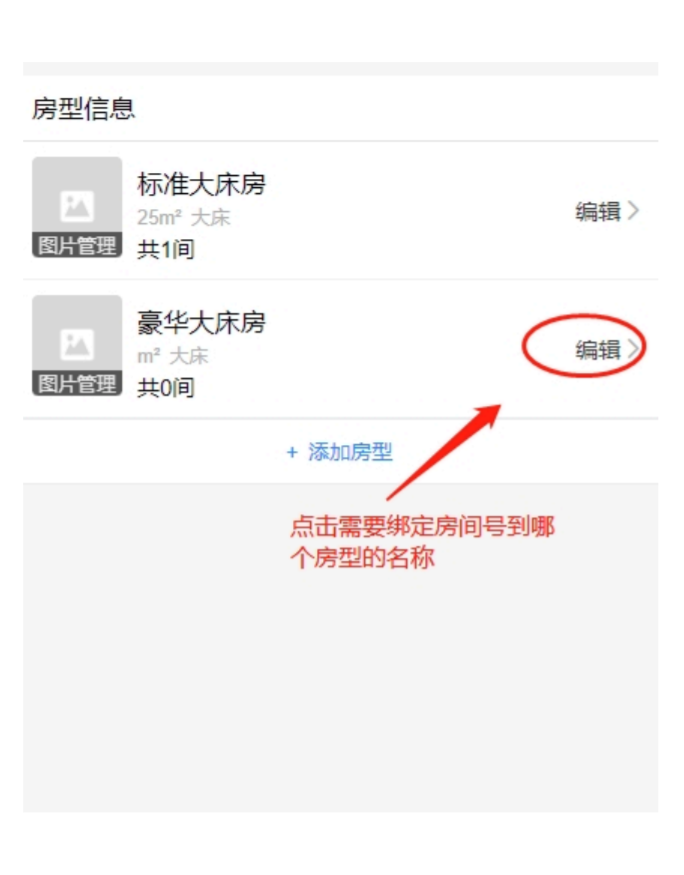 房型信息
标准大床房
25m² 大床
编辑
图片管理
共1间
豪华大床房
m² 大床
编辑
图片管理
共0间
+ 添加房型
点击需要绑定房间号到哪
个房型的名称